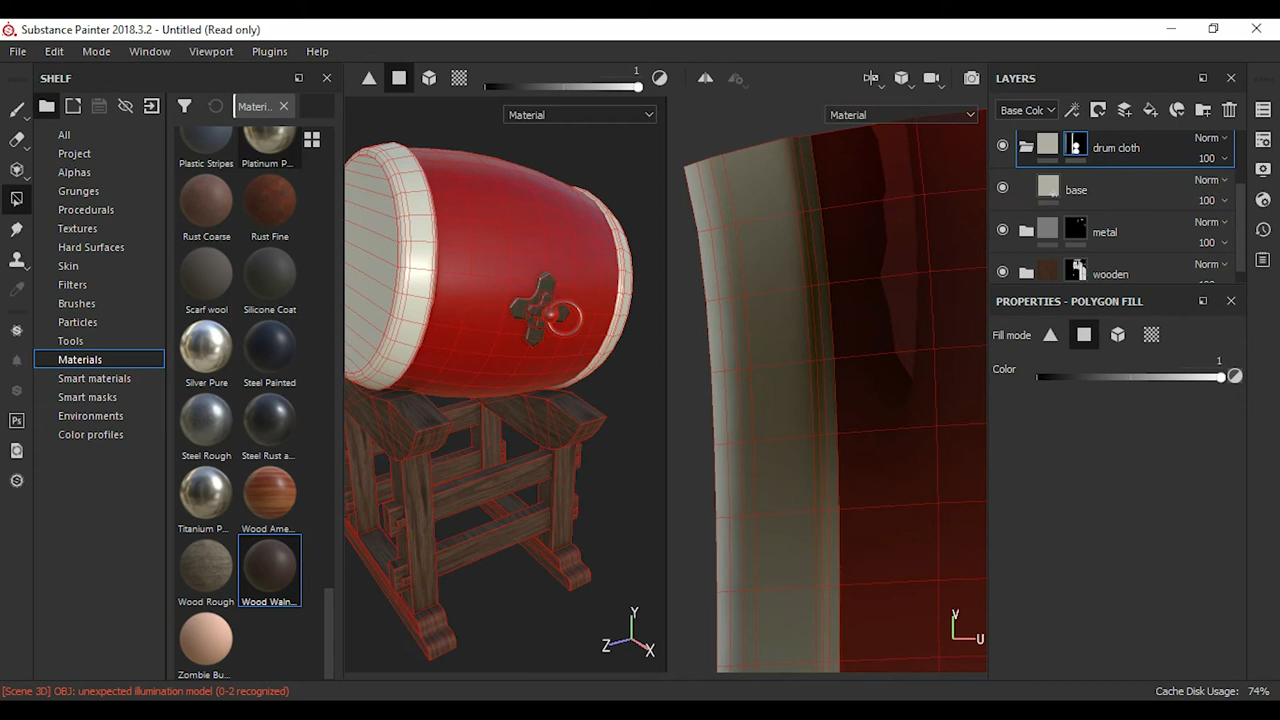 Substance Painter 2018.3.2 - Untitled (Read only)
File Edit Mode Window Viewport Plugins Help
SHELF
Materi..
All
Project
Alphas
Grunges
Procedurals
Textures
Hard Surfaces
Skin
Filters
Brushes
Particles
Tools
Materials
Smart materials
Smart masks
Environments
Color profiles
Plastic Stripes Platinum P...
Rust Coarse Rust Fine
Scarf wool Silicone Coat
Silver Pure Steel Painted
Steel Rough Steel Rust a...
Titanium P... Wood Ame...
Wood Rough Wood Waln...
Zombie Bu...
1
Material
Material
Y
Z X
V
U
LAYERS
Base Col
drum cloth Norm
100
base Norm
100
metal Norm
100
wooden Norm
100
PROPERTIES - POLYGON FILL
Fill mode
Color 1
Ps
[Scene 3D] OBJ: unexpected illumination model (0-2 recognized)
Cache Disk Usage: 74%